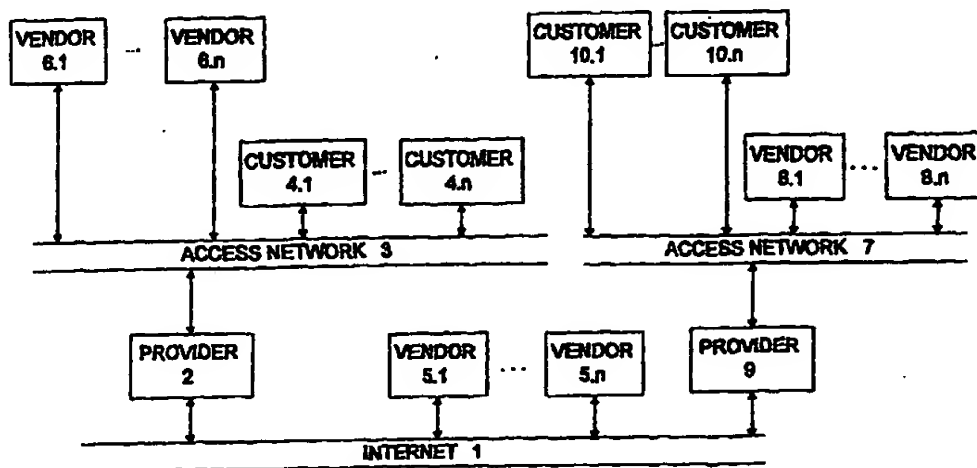 VENDOR
6.1
...
VENDOR
6.n
CUSTOMER
10.1
CUSTOMER
10.n
CUSTOMER
4.1
CUSTOMER
4.n
VENDOR
8.1
...
VENDOR
8.n
ACCESS NETWORK 3
ACCESS NETWORK 7
PROVIDER
2
VENDOR
5.1
...
VENDOR
5.n
PROVIDER
9
INTERNET 1